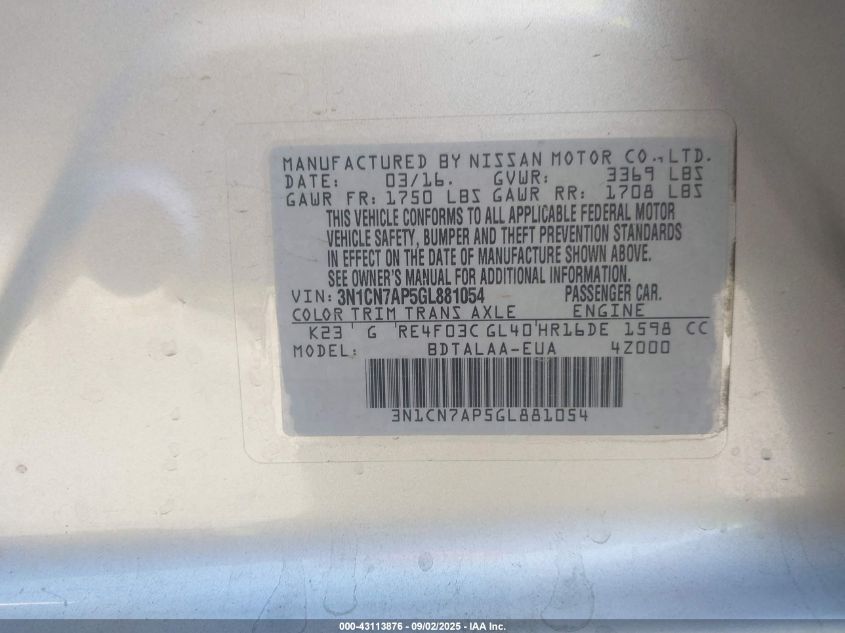 MANUFACTURED BY NISSAN MOTOR CO., LTD.
DATE: 03/16. GVWR: 3369 LBS
GAWR FR: 1750 LBS GAWR RR: 1708 LBS
THIS VEHICLE CONFORMS TO ALL APPLICABLE FEDERAL MOTOR
VEHICLE SAFETY, BUMPER AND THEFT PREVENTION STANDARDS
IN EFFECT ON THE DATE OF MANUFACTURE SHOWN ABOVE.
SEE OWNER'S MANUAL FOR ADDITIONAL INFORMATION.
VIN: 3N1CN7AP5GL881054 PASSENGER CAR.
COLOR TRIM TRANS AXLE ENGINE
K23 G RE4F03C GL40 HR16DE 1598 CC
MODEL: BDTALAA-EUA 4Z000
3N1CN7AP5GL881054
000-43113876 - 09/02/2025 - IAA Inc.